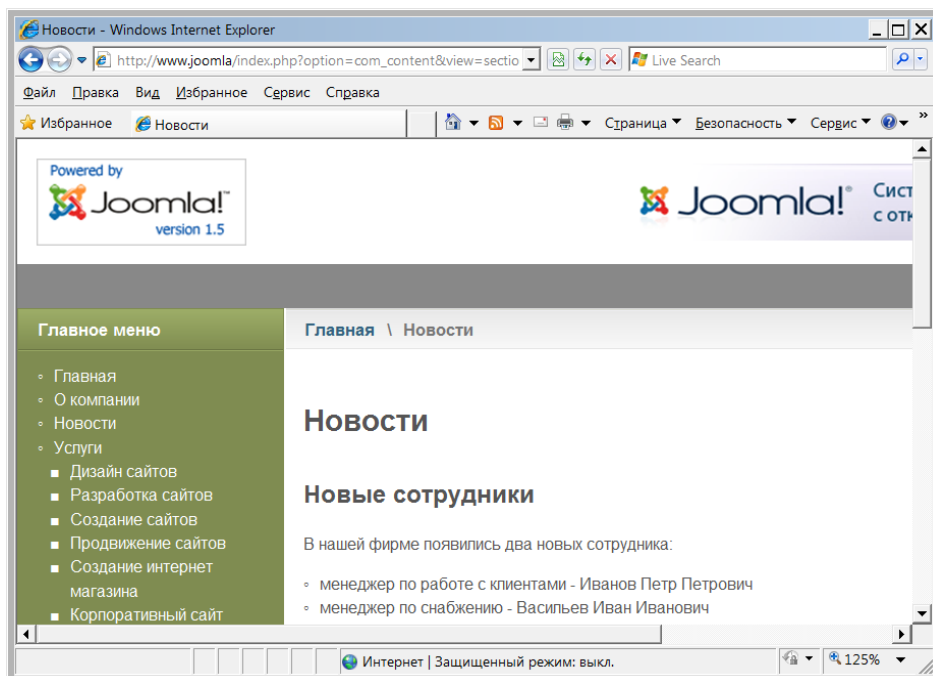 Новости - Windows Internet Explorer
http://www.joomla/index.php?option=com_content&view=sectio
Live Search
Файл Правка Вид Избранное Сервис Справка
Избранное Новости Страница Безопасность Сервис »
Powered by
Joomla!™
version 1.5
Joomla!® Сист
с отк
Главное меню
Главная \ Новости
Главная
О компании
Новости
Услуги
Дизайн сайтов
Разработка сайтов
Создание сайтов
Продвижение сайтов
Создание интернет
магазина
Корпоративный сайт
Новости
Новые сотрудники
В нашей фирме появились два новых сотрудника:
менеджер по работе с клиентами - Иванов Петр Петрович
менеджер по снабжению - Васильев Иван Иванович
Интернет | Защищенный режим: выкл.
125%